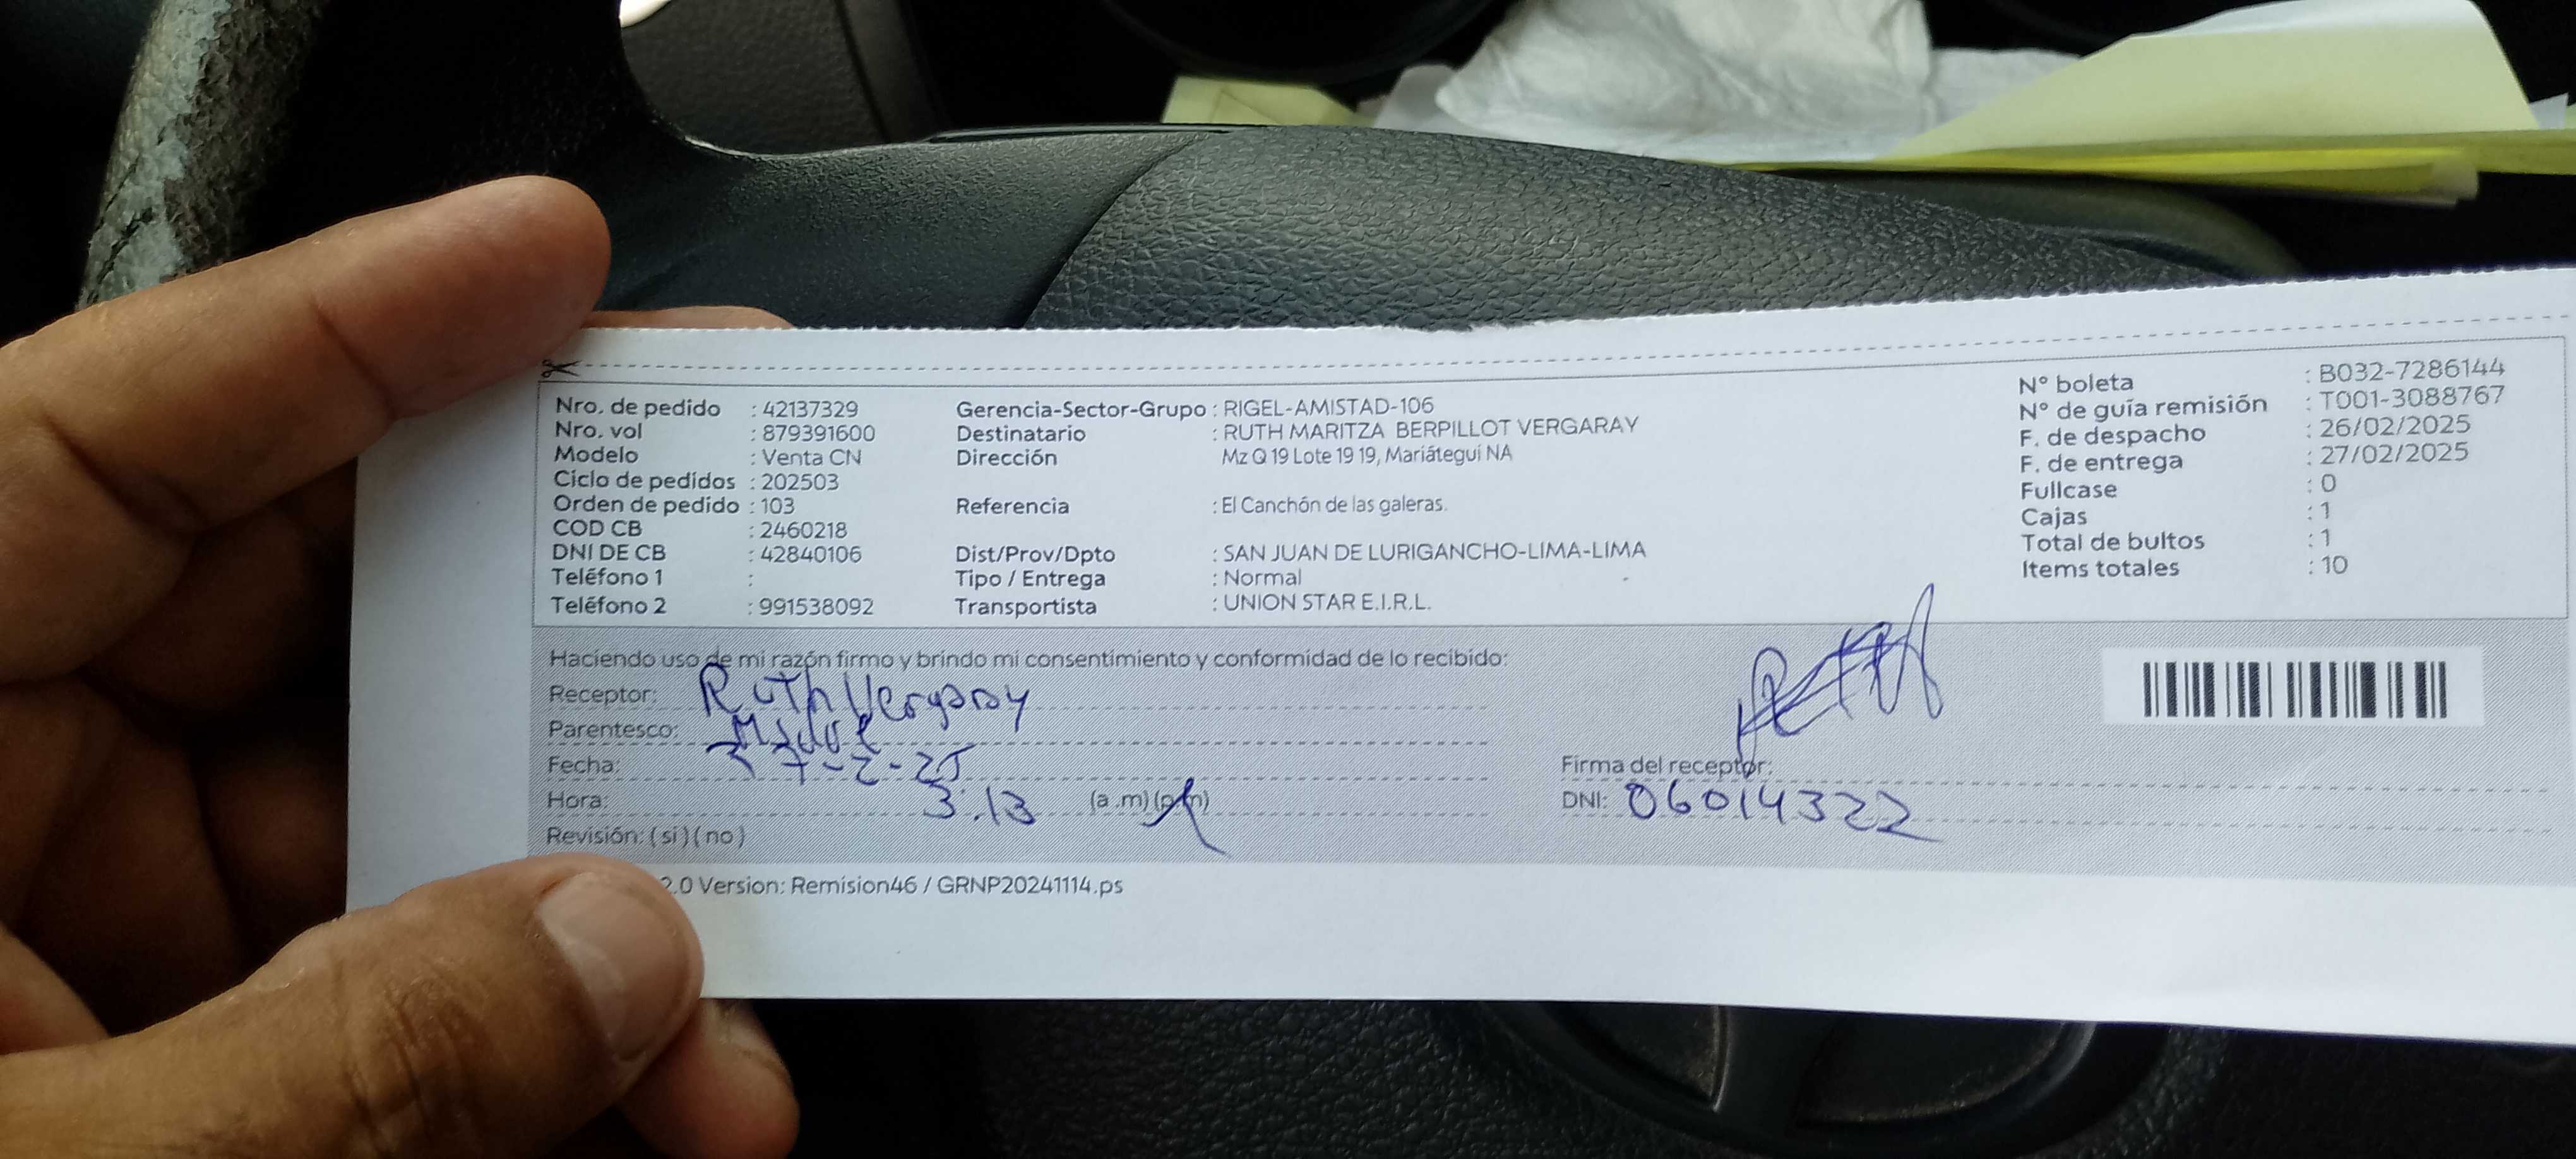 Nro. de pedido : 42137329
Nro. vol : 879391600
Modelo : Venta CN
Ciclo de pedidos : 202503
Orden de pedido : 103
COD CB : 2460218
DNI DE CB : 42840106
Teléfono 1 :
Teléfono 2 : 991538092
Gerencia-Sector-Grupo : RIGEL-AMISTAD-106
Destinatario : RUTH MARITZA BERPILLOT VERGARAY
Dirección Mz Q 19 Lote 19 19, Mariátegui NA
Referencia : El Canchón de las galeras.
Dist/Prov/Dpto : SAN JUAN DE LURIGANCHO-LIMA-LIMA
Tipo / Entrega : Normal
Transportista : UNION STAR E.I.R.L.
N° boleta : B032-7286144
N° de guía remisión : T001-3088767
F. de despacho : 26/02/2025
F. de entrega : 27/02/2025
Fullcase : 0
Cajas : 1
Total de bultos : 1
Items totales : 10
Haciendo uso de mi razón firmo y brindo mi consentimiento y conformidad de lo recibido:
Receptor: Ruth Vergaray
Parentesco: Madre
Fecha: 27-2-25
Hora: 3:13 (a .m) (p.m)
Revisión: ( si ) ( no )
Firma del receptor:
DNI: 06014322
2.0 Version: Remision46 / GRNP20241114.ps